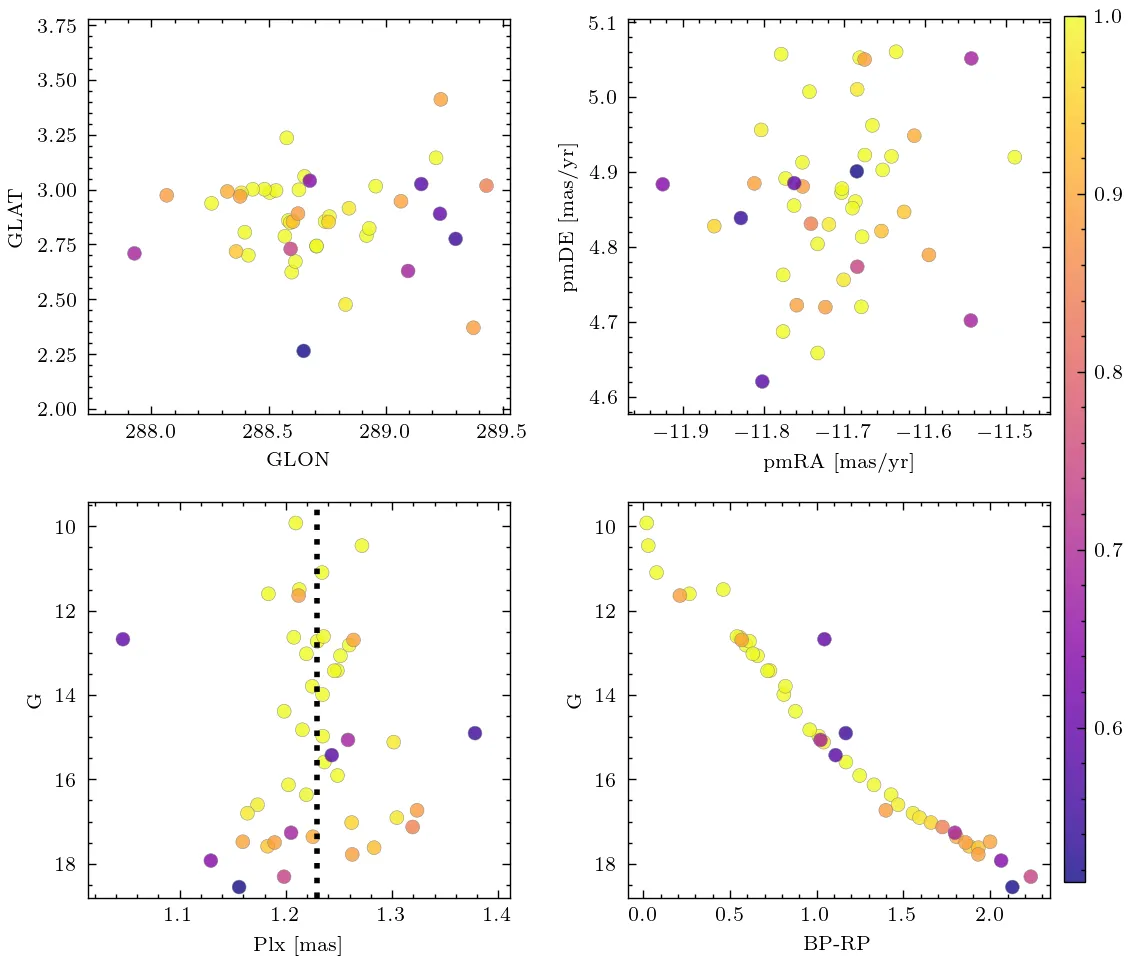 3.75
3.50
3.25
3.00
2.75
2.50
2.25
2.00
GLAT
288.0 288.5 289.0 289.5
GLON
5.1
5.0
4.9
4.8
4.7
4.6
pmDE [mas/yr]
−11.9 −11.8 −11.7 −11.6 −11.5
pmRA [mas/yr]
10
12
14
16
18
G
1.1 1.2 1.3 1.4
Plx [mas]
10
12
14
16
18
G
0.0 0.5 1.0 1.5 2.0
BP-RP
1.0
0.9
0.8
0.7
0.6